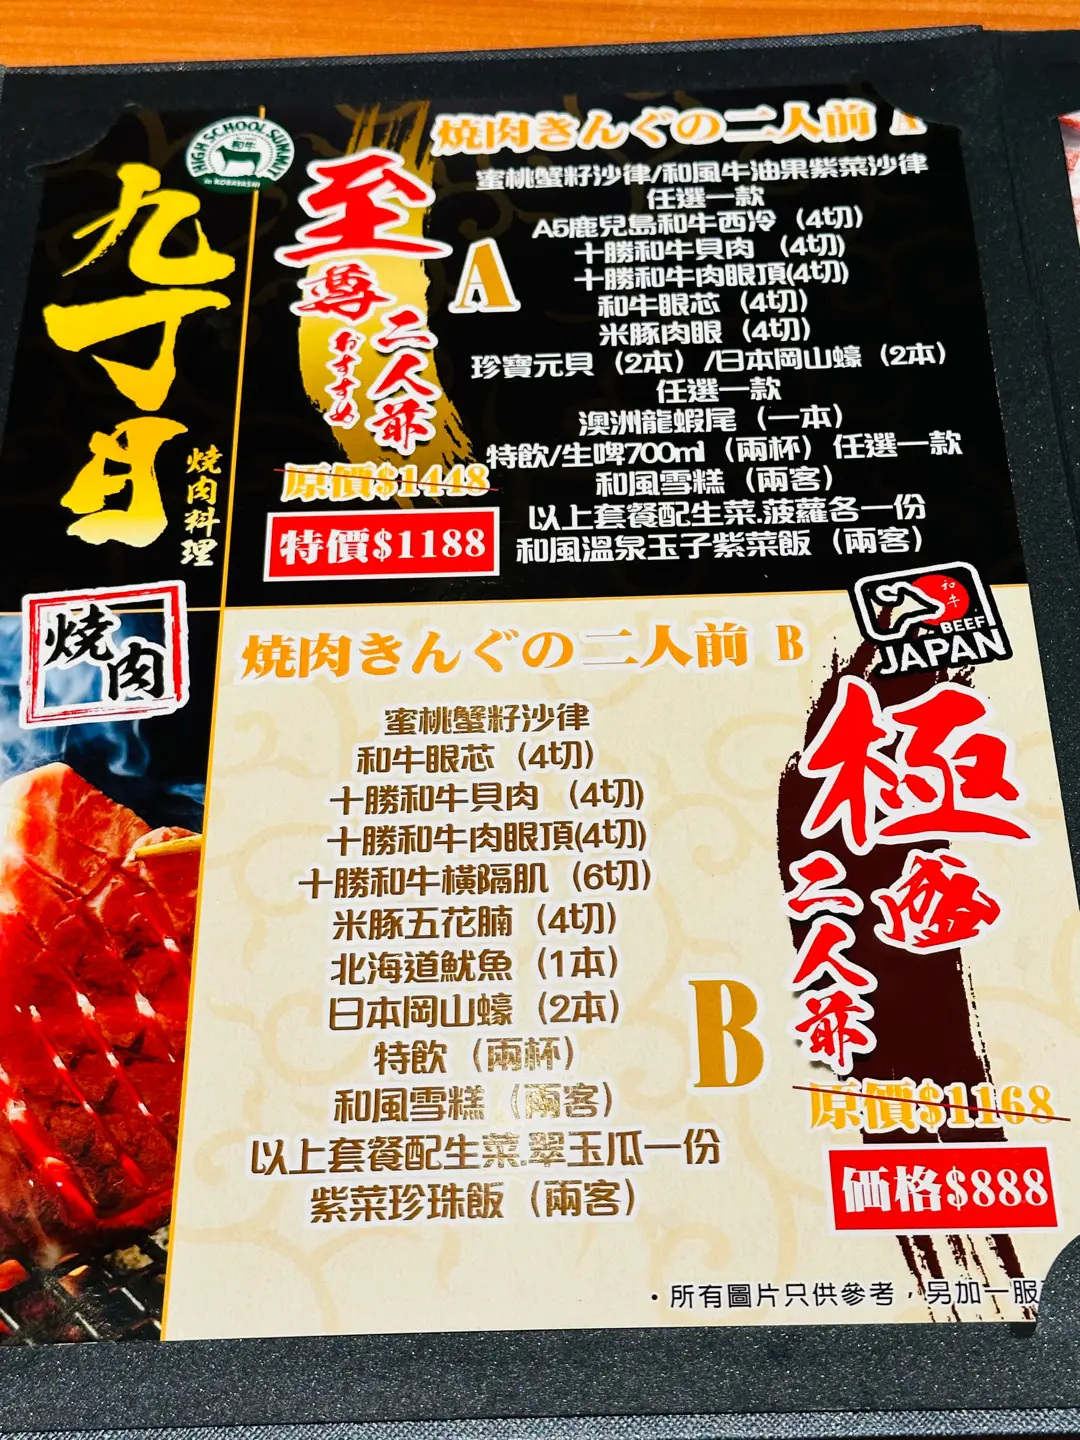 HIGH SCHOOL SUMMIT
和牛
by KOBAYASHI
九丁目
焼肉料理
焼肉
至尊二人前
おすすめ
A
原價$1448
特價$1188
焼肉きんぐの二人前 A
蜜桃蟹籽沙律/和風牛油果紫菜沙律
任選一款
A5鹿兒島和牛西冷（4切）
十勝和牛貝肉（4切）
十勝和牛肉眼頂(4切)
和牛眼芯（4切）
米豚肉眼（4切）
珍寶元貝（2本）/日本岡山蠔（2本）
任選一款
澳洲龍蝦尾（一本）
特飲/生啤700ml（兩杯）任選一款
和風雪糕（兩客）
以上套餐配生菜.菠蘿各一份
和風溫泉玉子紫菜飯（兩客）
和牛
BEEF
JAPAN
焼肉きんぐの二人前 B
蜜桃蟹籽沙律
和牛眼芯（4切）
十勝和牛貝肉（4切）
十勝和牛肉眼頂(4切)
十勝和牛橫隔肌（6切）
米豚五花腩（4切）
北海道魷魚（1本）
日本岡山蠔（2本）
特飲（兩杯）
和風雪糕（兩客）
以上套餐配生菜.翠玉瓜一份
紫菜珍珠飯（兩客）
B
極盛二人前
原價$1168
価格$888
·所有圖片只供參考，另加一服